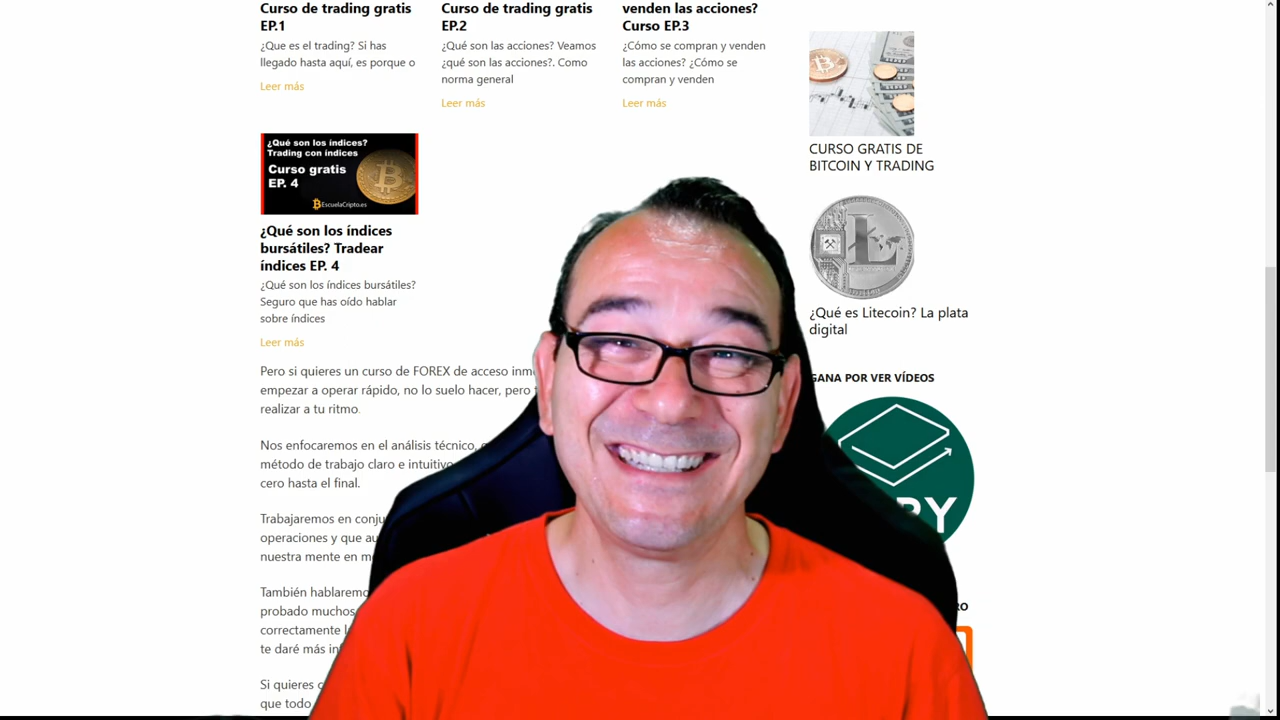 Curso de trading gratis
EP.1
¿Que es el trading? Si has
llegado hasta aquí, es porque o
Leer más
Curso de trading gratis
EP.2
¿Qué son las acciones? Veamos
¿qué son las acciones?. Como
norma general
Leer más
venden las acciones?
Curso EP.3
¿Cómo se compran y venden
las acciones? ¿Cómo se
compran y venden
Leer más
¿Qué son los índices?
Trading con índices
Curso gratis
EP. 4
EscuelaCripto.es
¿Qué son los índices
bursátiles? Tradear
índices EP. 4
¿Qué son los índices bursátiles?
Seguro que has oído hablar
sobre índices
Leer más
Pero si quieres un curso de FOREX de acceso
empezar a operar rápido, no lo suelo hacer, pero
realizar a tu ritmo.
Nos enfocaremos en el análisis técnico,
método de trabajo claro e intuitivo
cero hasta el final.
Trabajaremos en
operaciones y que
nuestra mente en
También
probado muchos
correctamente
te daré más
Si quieres
que todo
CURSO GRATIS DE
BITCOIN Y TRADING
¿Qué es Litecoin? La plata
digital
GANA POR VER VÍDEOS